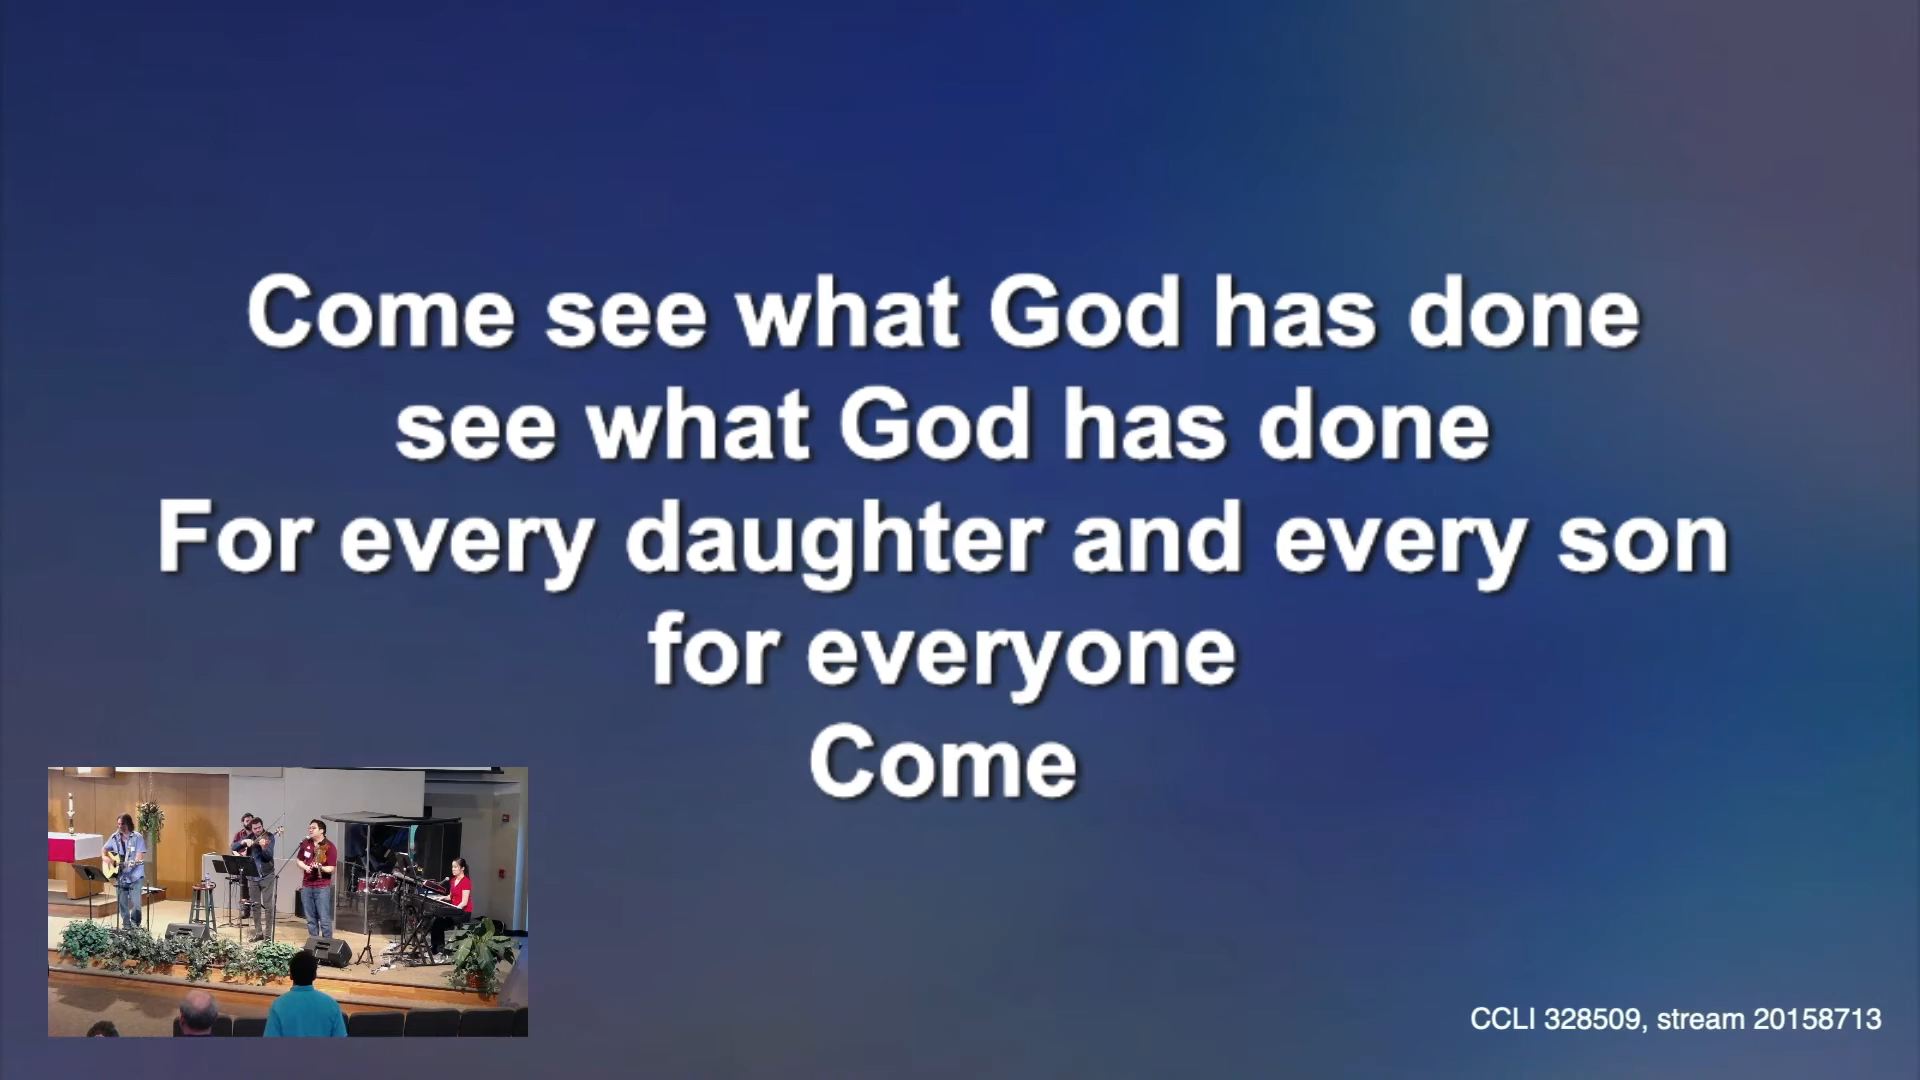 Come see what God has done
see what God has done
For every daughter and every son
for everyone
Come
CCLI 328509, stream 20158713